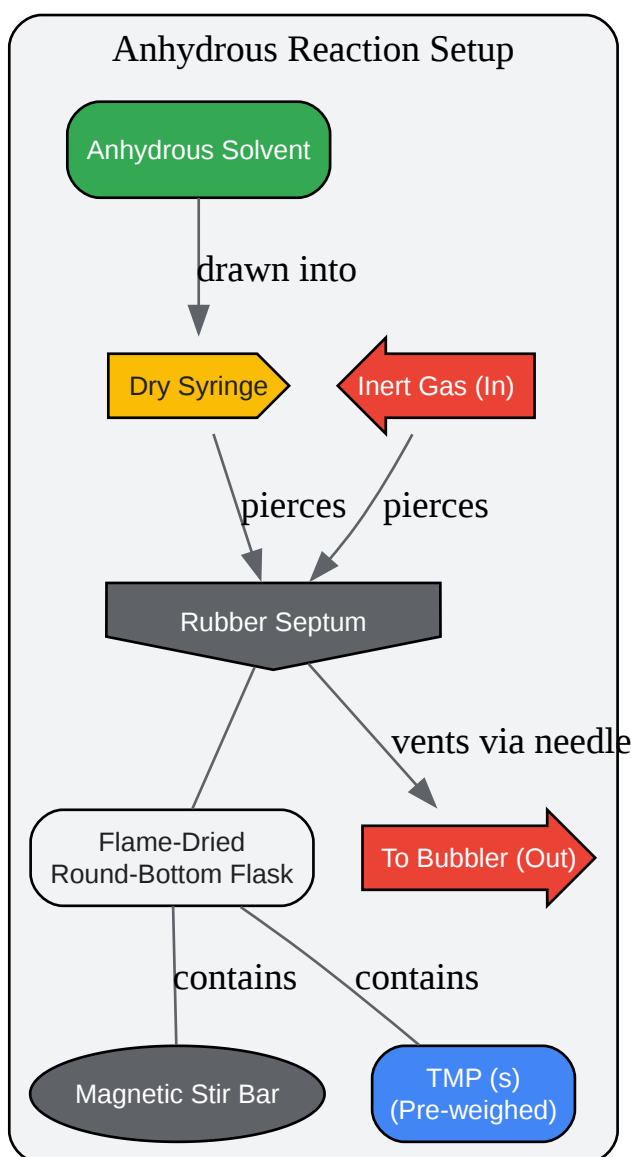 Anhydrous Reaction Setup
Anhydrous Solvent
drawn into
Dry Syringe
Inert Gas (In)
pierces
pierces
Rubber Septum
vents via needle
Flame-Dried
Round-Bottom Flask
To Bubbler (Out)
contains
contains
Magnetic Stir Bar
TMP (s)
(Pre-weighed)